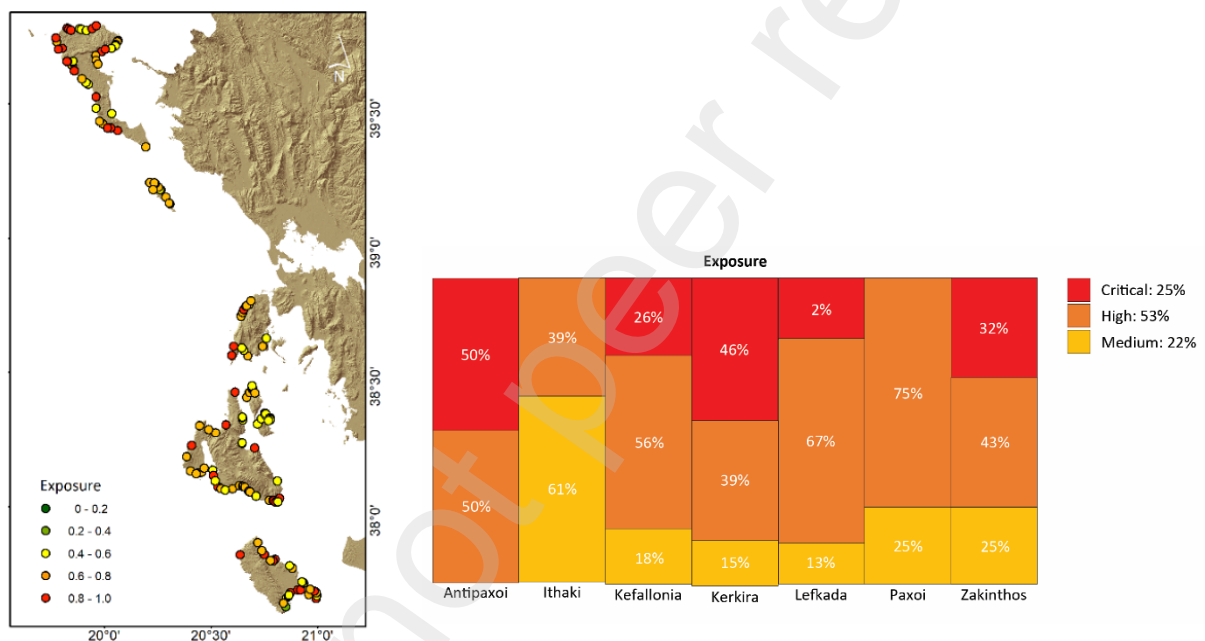 N
39°30'
39°0'
38°30'
38°0'
Exposure
0 - 0.2
0.2 - 0.4
0.4 - 0.6
0.6 - 0.8
0.8 - 1.0
20°0'
20°30'
21°0'
Exposure
50%
50%
39%
61%
26%
56%
18%
46%
39%
15%
2%
67%
13%
75%
25%
32%
43%
25%
Antipaxoi Ithaki Kefallonia Kerkira Lefkada Paxoi Zakinthos
Critical: 25%
High: 53%
Medium: 22%
not peer re